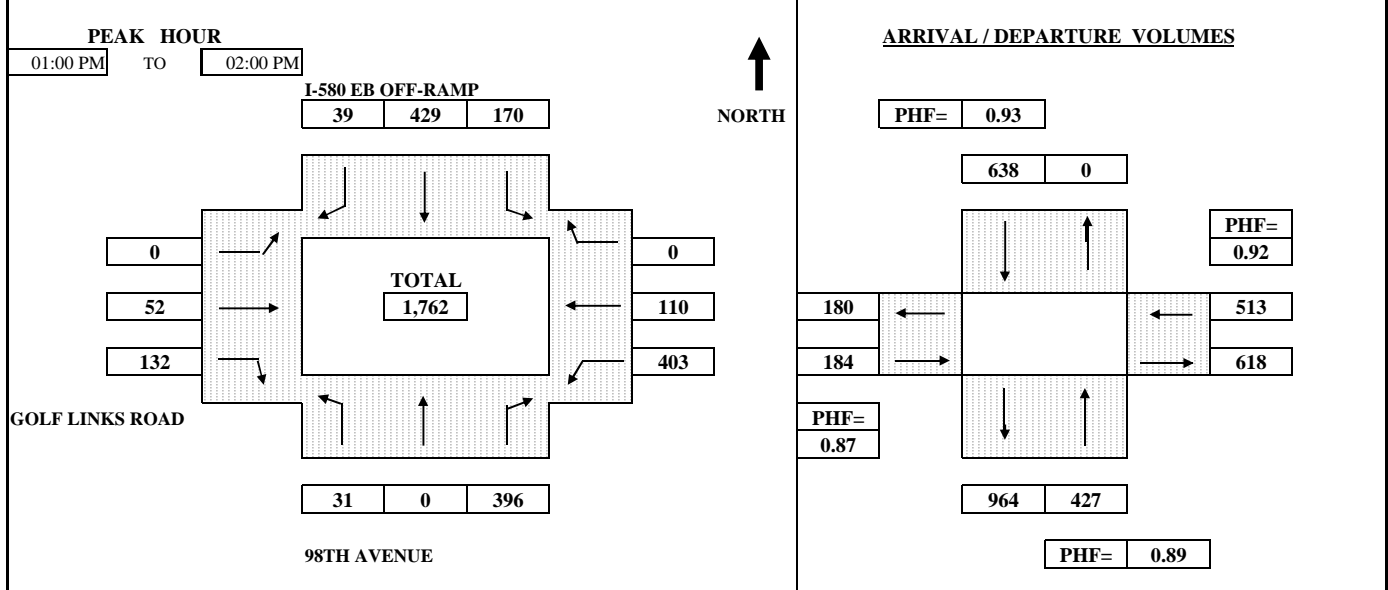 PEAK HOUR
01:00 PM TO 02:00 PM
I-580 EB OFF-RAMP
39 429 170
NORTH
0
52
132
TOTAL
1,762
0
110
403
GOLF LINKS ROAD
31 0 396
98TH AVENUE
ARRIVAL / DEPARTURE VOLUMES
PHF= 0.93
638 0
PHF=
0.92
180
184
513
618
PHF=
0.87
964 427
PHF= 0.89